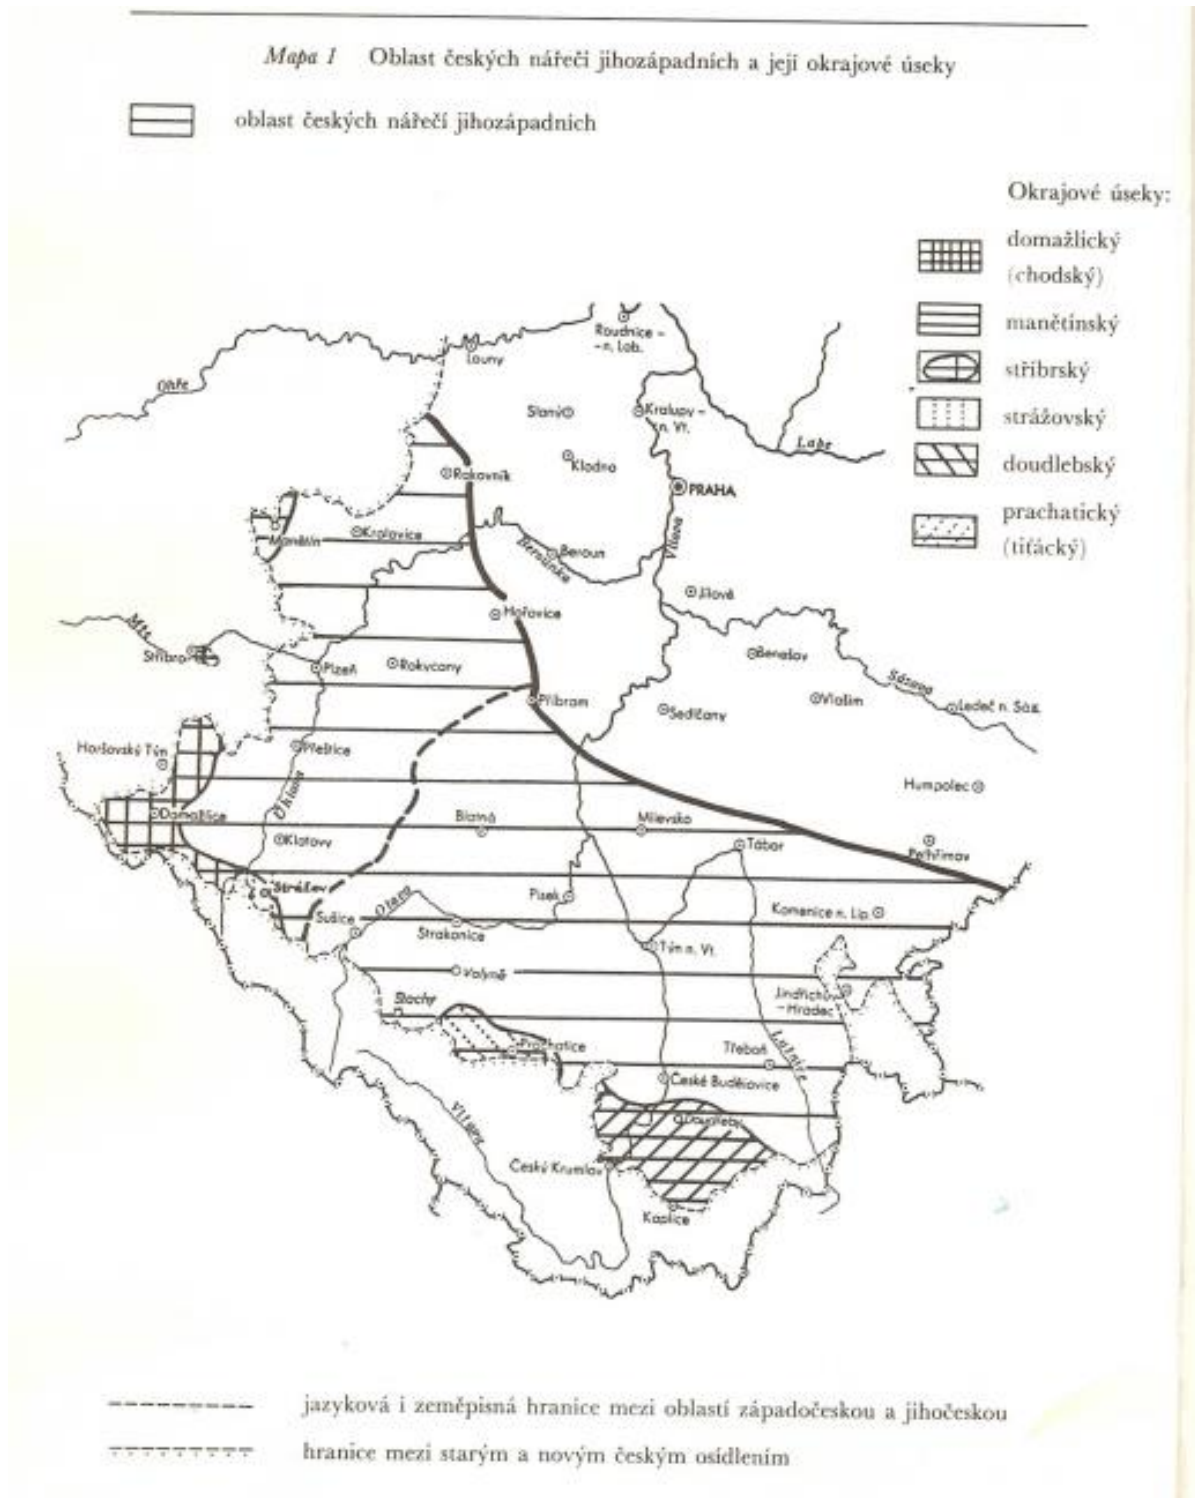 Mapa 1 Oblast českých nářečí jihozápadních a její okrajové úseky
oblast českých nářečí jihozápadních
Okrajové úseky:
domažlický
(chodský)
manětínský
stříbrský
strážovský
doudlebský
prachatický
(tiťácký)
Roudnice -
- n. Lab.
Louny
Ohře
Slaný
Kralupy -
n. Vt.
Labe
Kladno
Rakovník
PRAHA
Manětín
Kralovice
Berounka
Beroun
Vltava
Jílové
Hořovice
Mže
Stříbro
Plzeň
Rokycany
Benešov
Sázava
Příbram
Sedlčany
Vlašim
Ledeč n. Sáz.
Horšovský Týn
Přeštice
Humpolec
Úhlava
Domažlice
Blatná
Milevsko
Klatovy
Tábor
Pelhřimov
Strážov
Otava
Písek
Kamenice n. Lip.
Sušice
Strakonice
Týn n. Vt.
Volyně
Jindřichův
- Hradec
Stachy
Prachatice
Třeboň
Lužnice
České Budějovice
Vltava
Doudleby
Český Krumlov
Kaplice
jazyková i zeměpisná hranice mezi oblastí západočeskou a jihočeskou
hranice mezi starým a novým českým osídlením